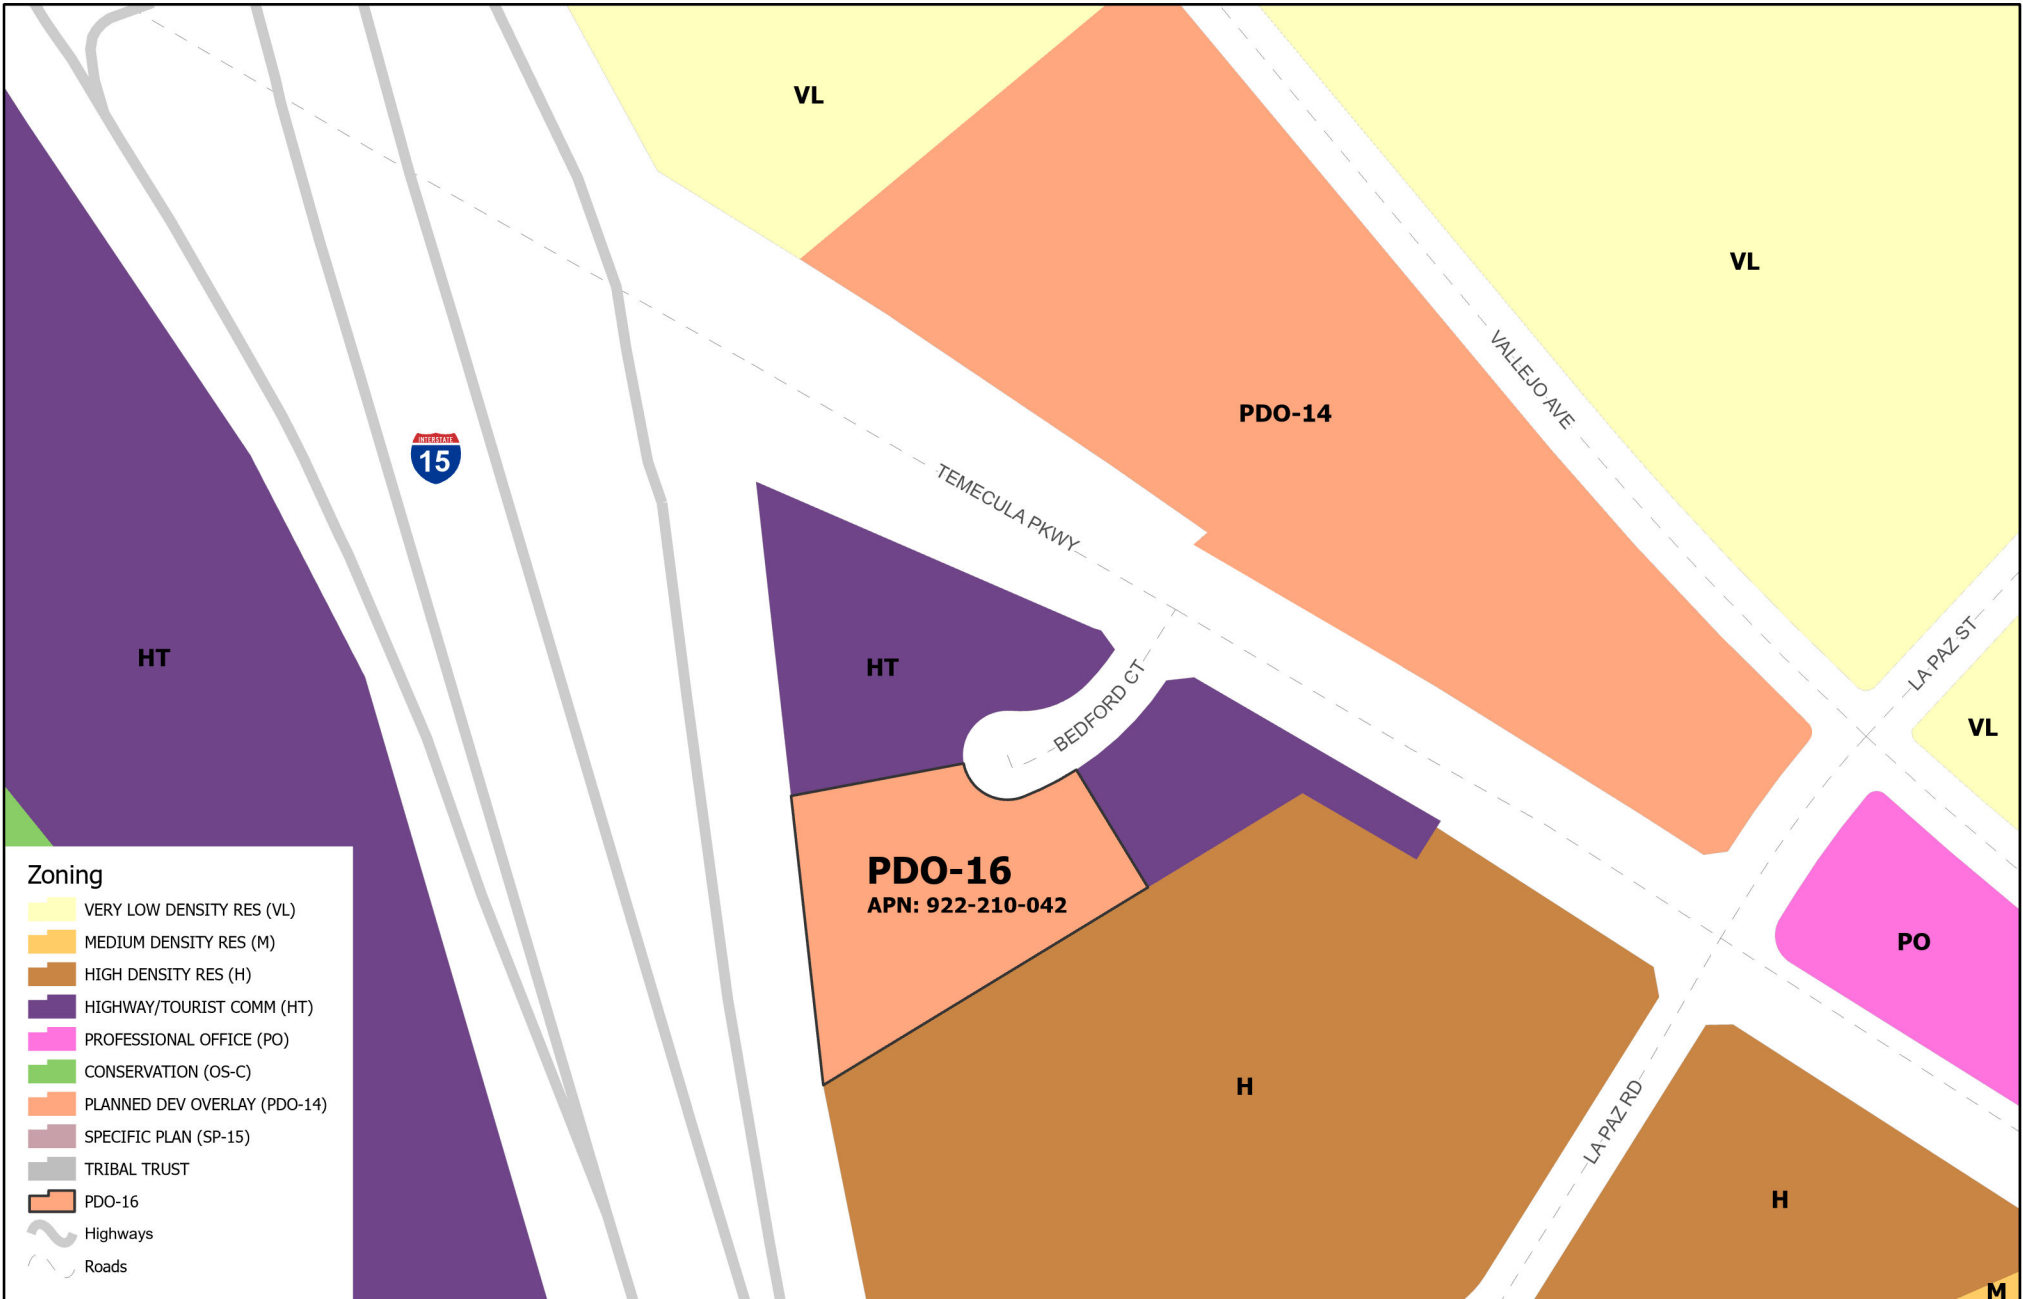 VL
VL
PDO-14
VALLEJO AVE
INTERSTATE
15
TEMECULA PKWY
HT
HT
BEDFORD CT
LA PAZ ST
VL
PDO-16
APN: 922-210-042
PO
H
LA PAZ RD
H
M
Zoning
VERY LOW DENSITY RES (VL)
MEDIUM DENSITY RES (M)
HIGH DENSITY RES (H)
HIGHWAY/TOURIST COMM (HT)
PROFESSIONAL OFFICE (PO)
CONSERVATION (OS-C)
PLANNED DEV OVERLAY (PDO-14)
SPECIFIC PLAN (SP-15)
TRIBAL TRUST
PDO-16
Highways
Roads